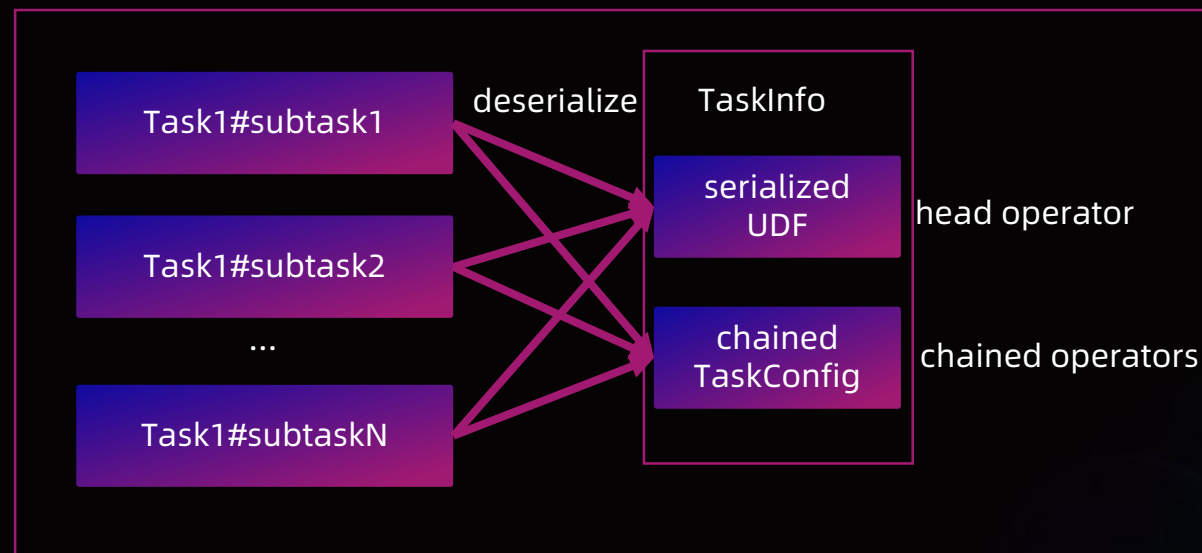 Task1#subtask1
Task1#subtask2
...
Task1#subtaskN
deserialize
TaskInfo
serialized
UDF
head operator
chained
TaskConfig
chained operators